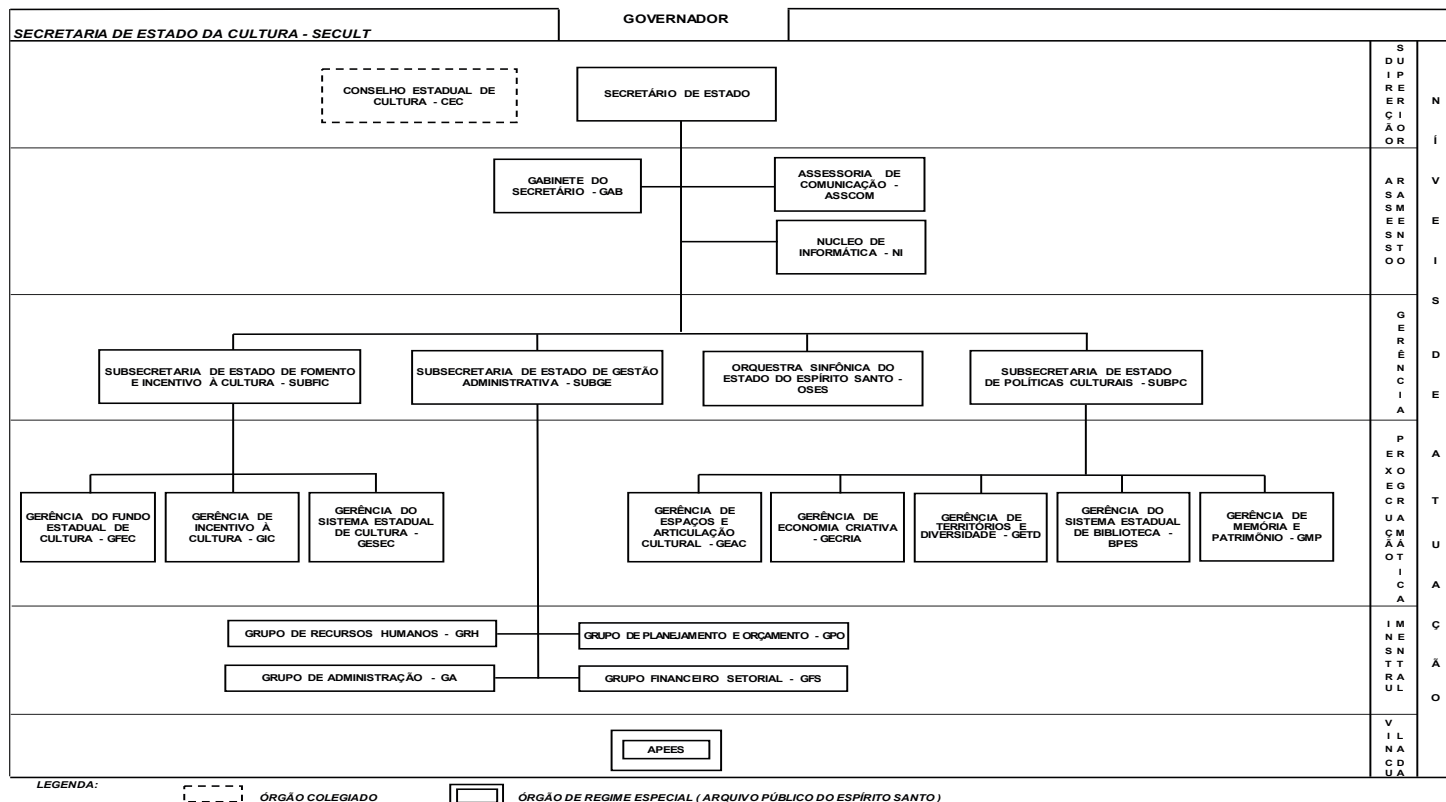 GOVERNADOR
SECRETARIA DE ESTADO DA CULTURA - SECULT
CONSELHO ESTADUAL DE
CULTURA - CEC
SECRETÁRIO DE ESTADO
GABINETE DO
SECRETÁRIO - GAB
ASSESSORIA DE
COMUNICAÇÃO -
ASSCOM
NUCLEO DE
INFORMÁTICA - NI
SUBSECRETARIA DE ESTADO DE FOMENTO
E INCENTIVO À CULTURA - SUBFIC
SUBSECRETARIA DE ESTADO DE GESTÃO
ADMINISTRATIVA - SUBGE
ORQUESTRA SINFÔNICA DO
ESTADO DO ESPÍRITO SANTO -
OSES
SUBSECRETARIA DE ESTADO
DE POLÍTICAS CULTURAIS - SUBPC
GERÊNCIA DO FUNDO
ESTADUAL DE
CULTURA - GFEC
GERÊNCIA DE
INCENTIVO À
CULTURA - GIC
GERÊNCIA DO
SISTEMA ESTADUAL
DE CULTURA -
GESEC
GERÊNCIA DE
ESPAÇOS E
ARTICULAÇÃO
CULTURAL - GEAC
GERÊNCIA DE
ECONOMIA CRIATIVA -
GECRIA
GERÊNCIA DE
TERRITÓRIOS E
DIVERSIDADE - GETD
GERÊNCIA DO
SISTEMA ESTADUAL
DE BIBLIOTECA -
BPES
GERÊNCIA DE
MEMÓRIA E
PATRIMÔNIO - GMP
GRUPO DE RECURSOS HUMANOS - GRH
GRUPO DE PLANEJAMENTO E ORÇAMENTO - GPO
GRUPO DE ADMINISTRAÇÃO - GA
GRUPO FINANCEIRO SETORIAL - GFS
APEES
DIREÇÃO
SUPERIOR
ASSESSO
RAMENTO
GERÊNCIA
EXECUÇÃO
PROGRAMÁTICA
INSTRU
MENTAL
VINCU
LADA
NÍVEIS DE ATUAÇÃO
LEGENDA:
ÓRGÃO COLEGIADO
ÓRGÃO DE REGIME ESPECIAL ( ARQUIVO PÚBLICO DO ESPÍRITO SANTO )